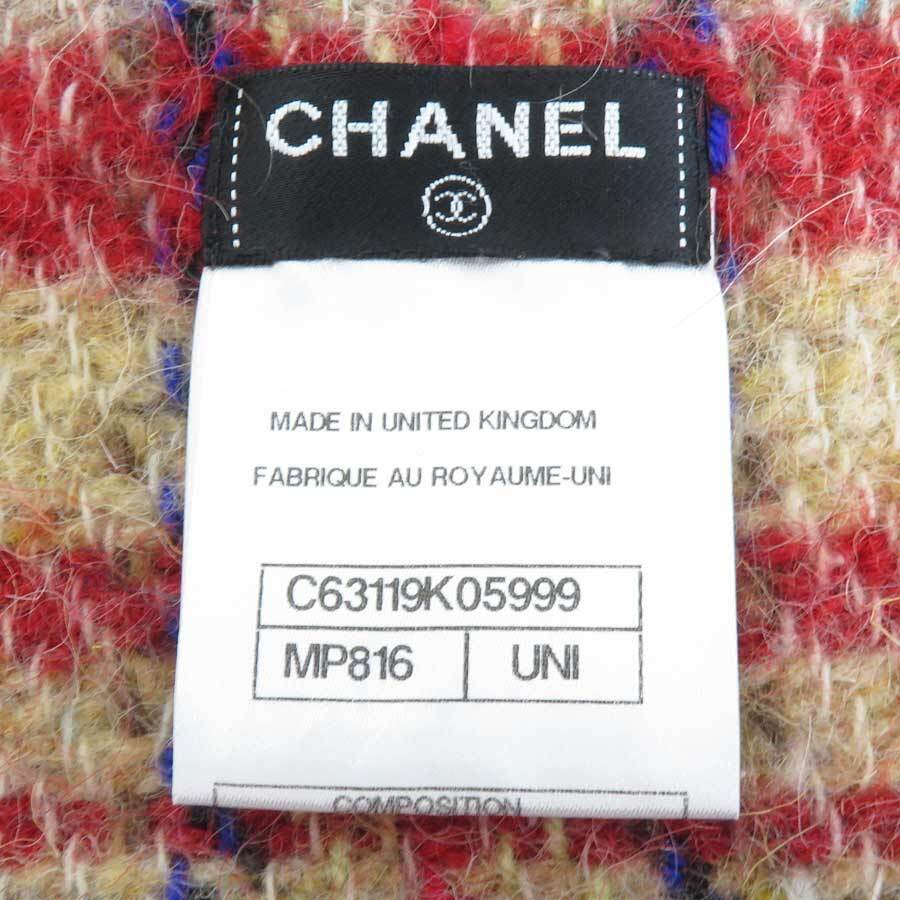 CHANEL
MADE IN UNITED KINGDOM
FABRIQUE AU ROYAUME-UNI
C63119K05999
MP816 UNI
COMPOSITION